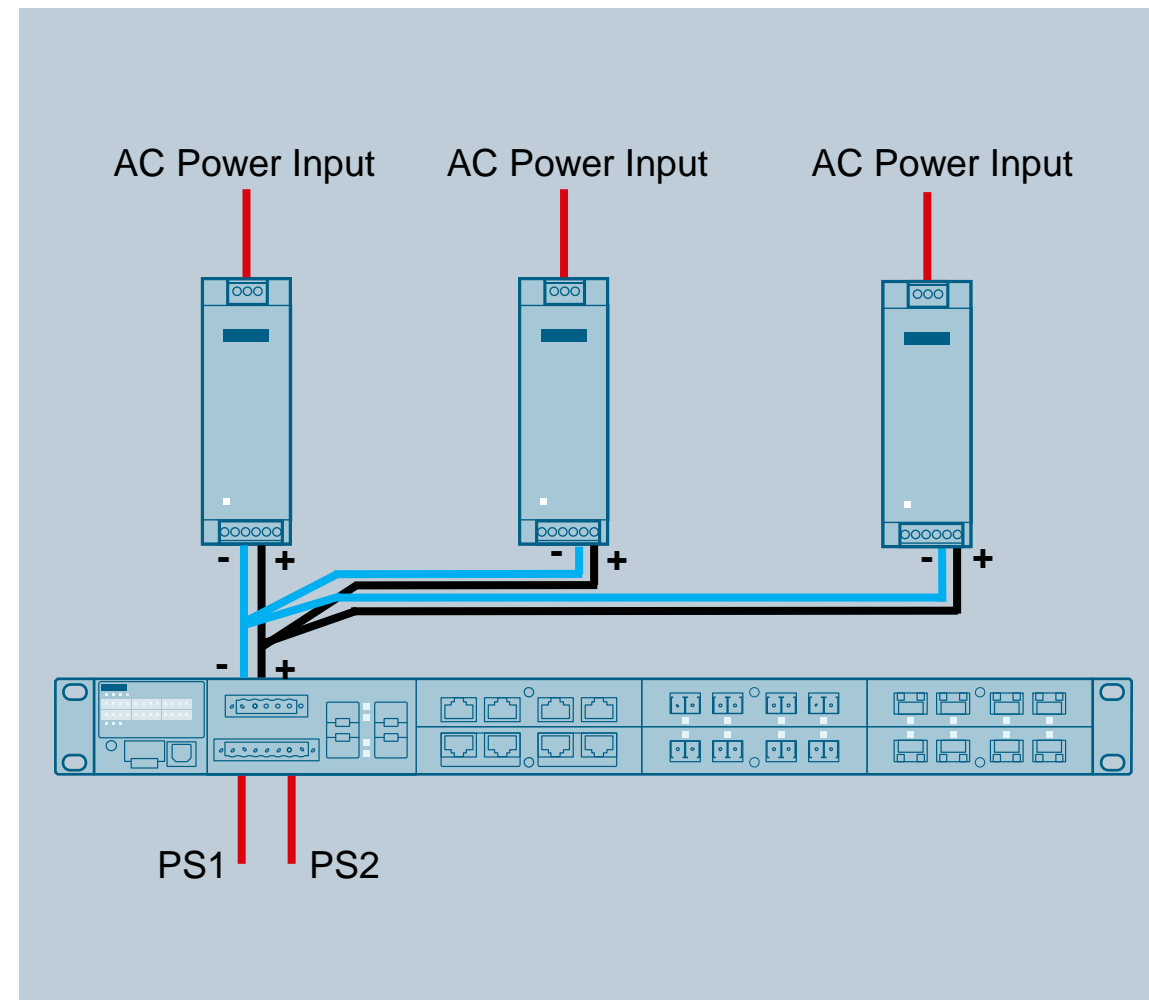 AC Power Input AC Power Input AC Power Input
- + - + - +
- +
PS1 PS2